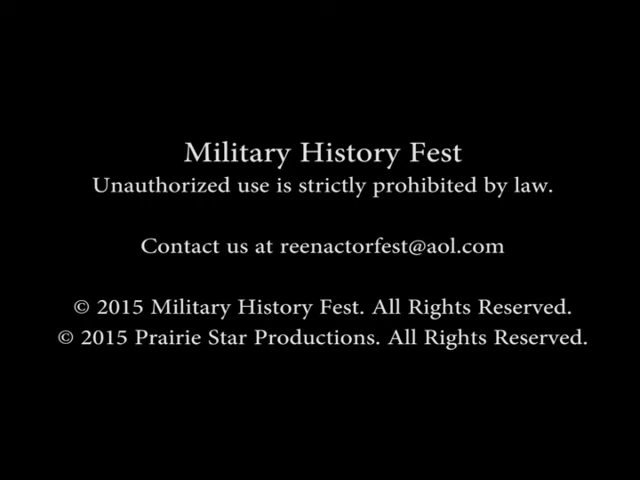 Military History Fest
Unauthorized use is strictly prohibited by law.
Contact us at reenactorfest@aol.com
© 2015 Military History Fest. All Rights Reserved.
© 2015 Prairie Star Productions. All Rights Reserved.